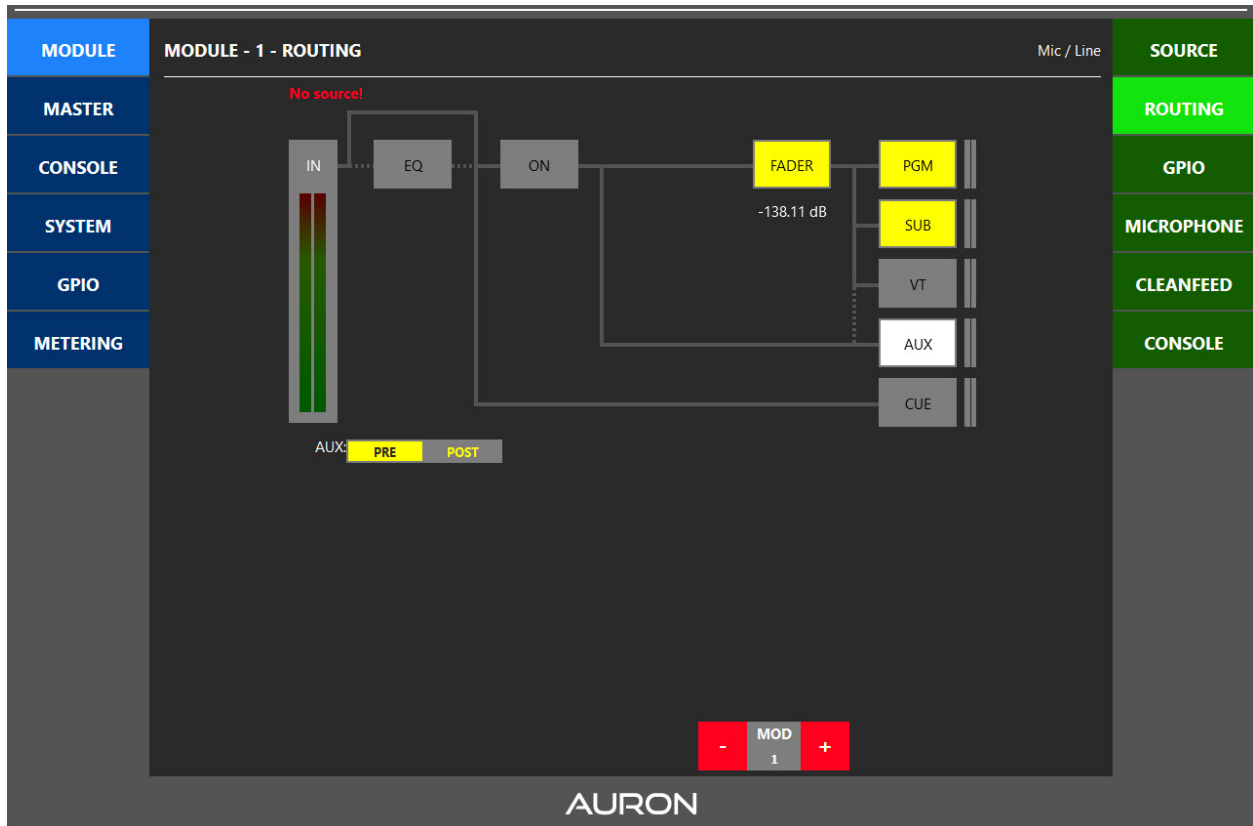 MODULE
MASTER
CONSOLE
SYSTEM
GPIO
METERING
MODULE - 1 - ROUTING
Mic / Line
No source!
IN
EQ
ON
FADER
PGM
-138.11 dB
SUB
VT
AUX
CUE
AUX:
PRE
POST
-
MOD
1
+
SOURCE
ROUTING
GPIO
MICROPHONE
CLEANFEED
CONSOLE
AURON